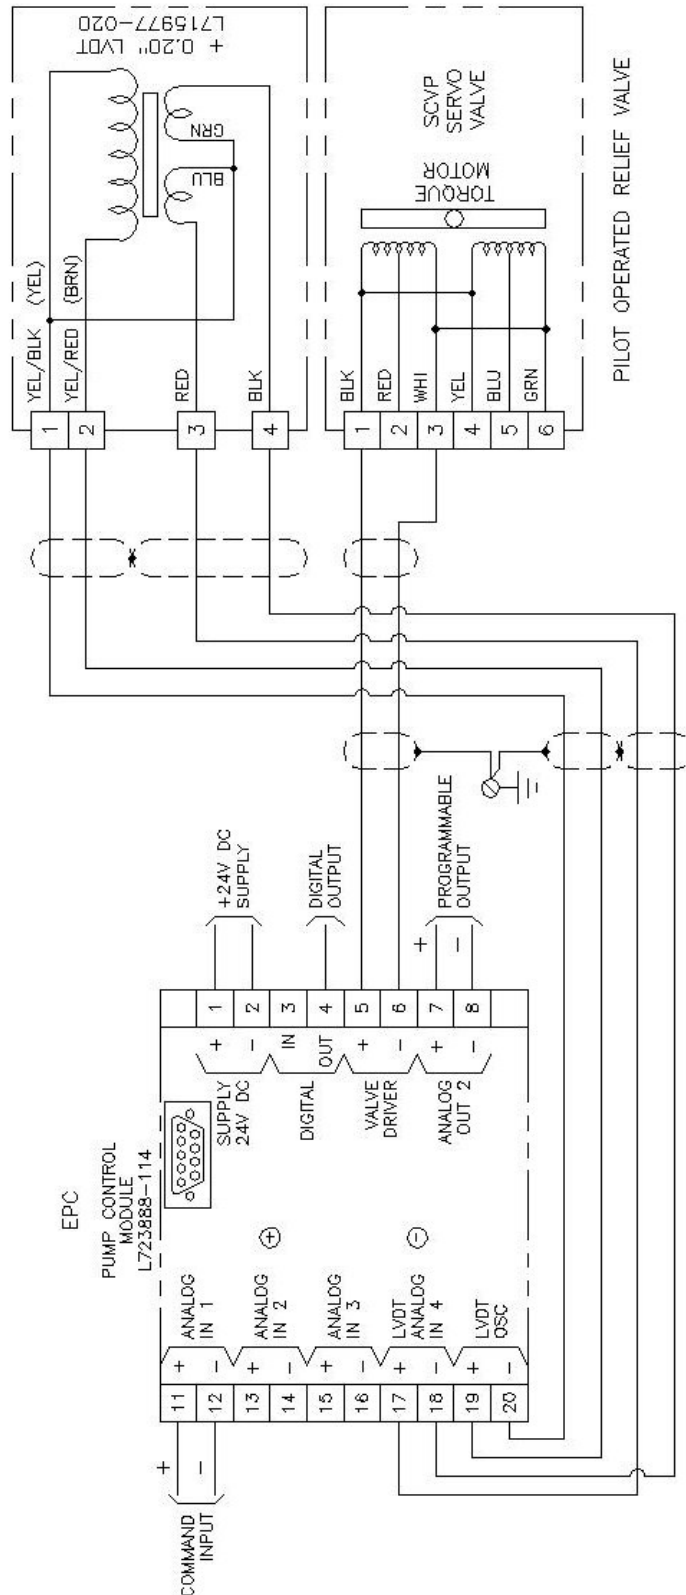 EPC
PUMP CONTROL
MODULE
L723888-114
COMMAND
INPUT
+
−
11
12
13
14
15
16
17
18
19
20
+
−
+
−
+
−
+
−
+
−
ANALOG
IN 1
ANALOG
IN 2
ANALOG
IN 3
LVDT
ANALOG
IN 4
LVDT
OSC
+
−
SUPPLY
24V DC
DIGITAL
VALVE
DRIVER
ANALOG
OUT 2
+
−
IN
OUT
+
−
+
−
1
2
3
4
5
6
7
8
+24V DC
SUPPLY
DIGITAL
OUTPUT
+
−
PROGRAMMABLE
OUTPUT
1
2
3
4
YEL/BLK (YEL)
YEL/RED (BRN)
RED
BLK
BLU
GRN
+ 0.20" LVDT
L715977-020
1
2
3
4
5
6
BLK
RED
WHI
YEL
BLU
GRN
TORQUE
MOTOR
SCVP
SERVO
VALVE
PILOT OPERATED RELIEF VALVE